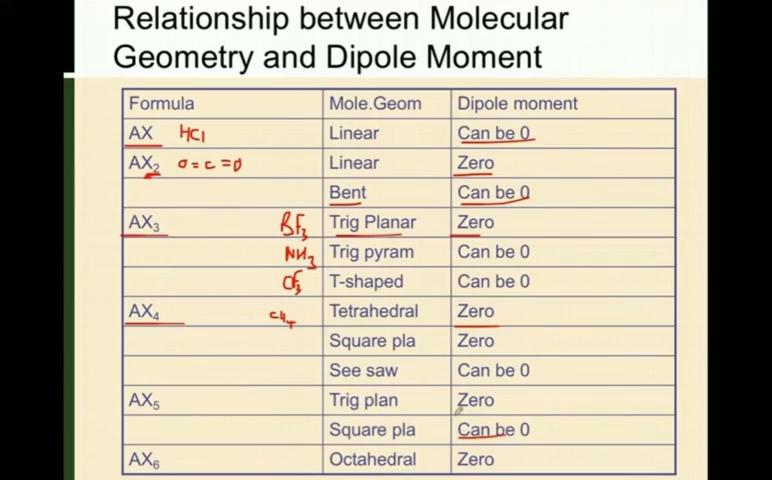 Relationship between Molecular
Geometry and Dipole Moment
Formula Mole.Geom Dipole moment
AX HCl Linear Can be 0
AX₂ O=C=O Linear Zero
Bent Can be 0
AX₃ BF₃ Trig Planar Zero
NH₃ Trig pyram Can be 0
T-shaped Can be 0
AX₄ CH₄ Tetrahedral Zero
Square pla Zero
See saw Can be 0
AX₅ Trig plan Zero
Square pla Can be 0
AX₆ Octahedral Zero